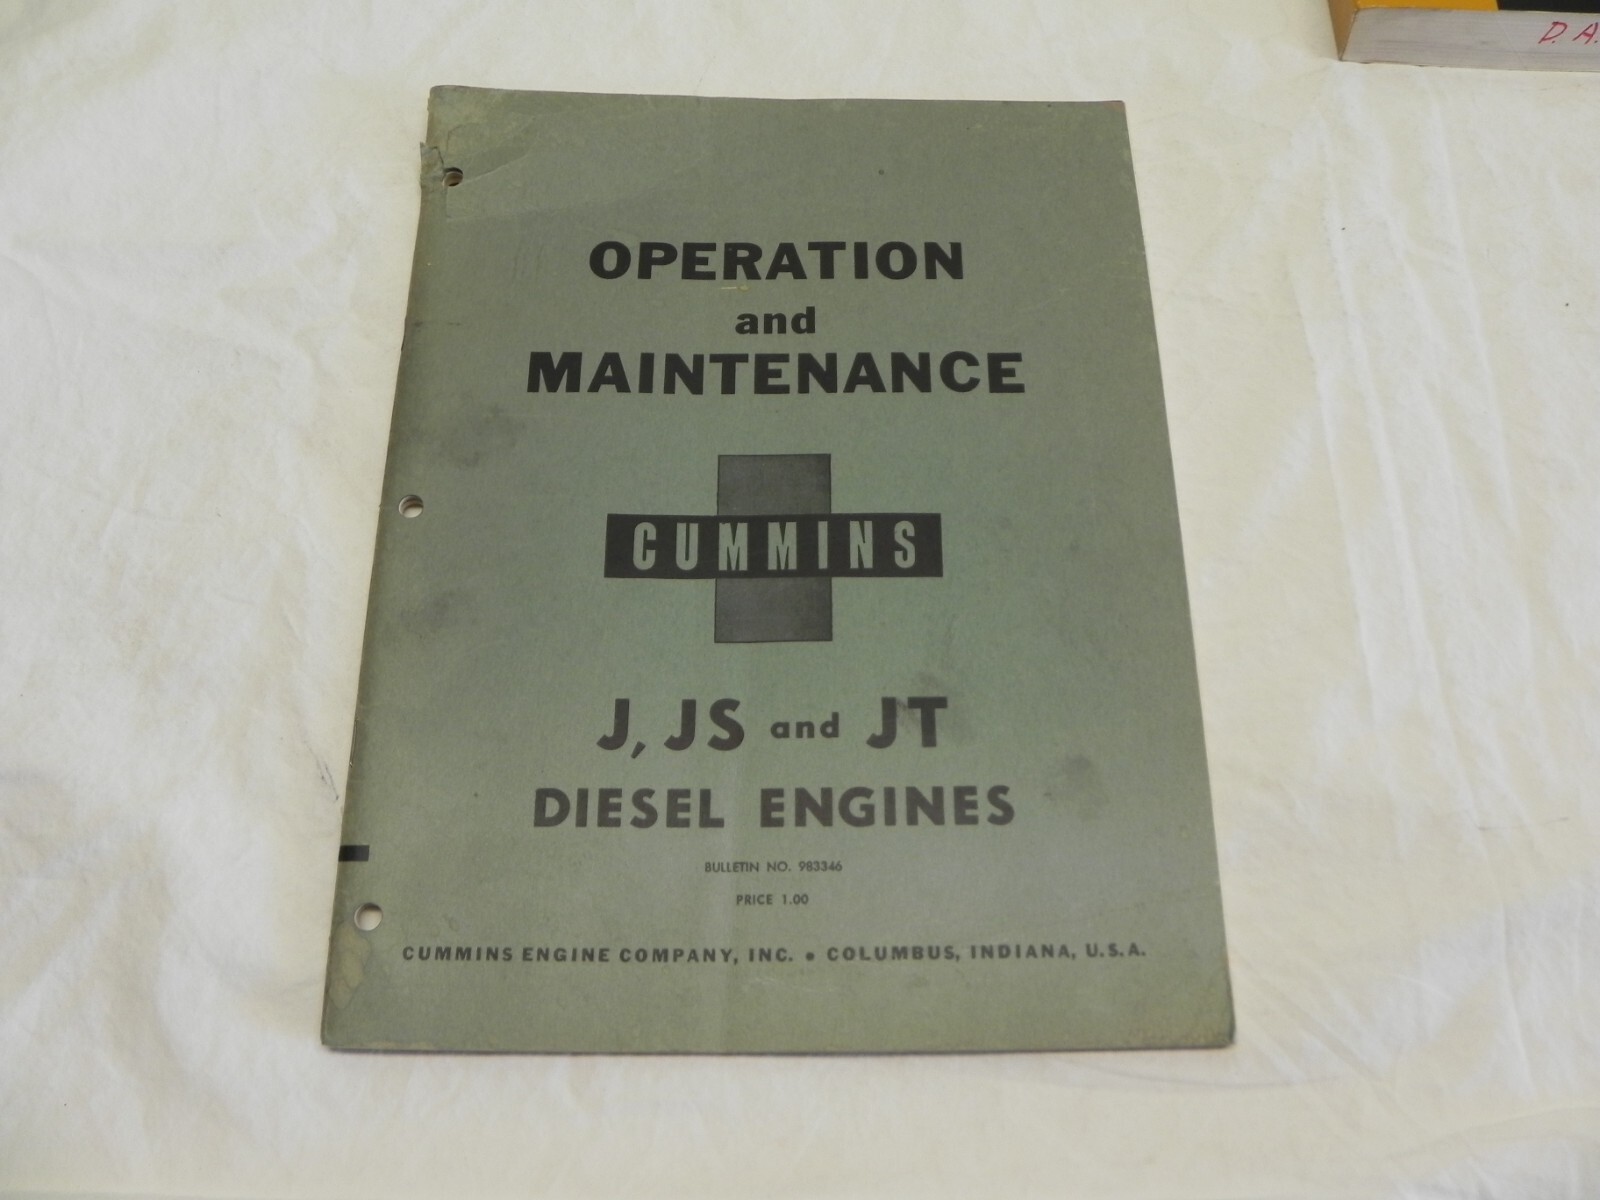 OPERATION
and
MAINTENANCE
CUMMINS
J, JS and JT
DIESEL ENGINES
BULLETIN NO. 983346
PRICE 1.00
CUMMINS ENGINE COMPANY, INC. • COLUMBUS, INDIANA, U.S.A.
D.A.